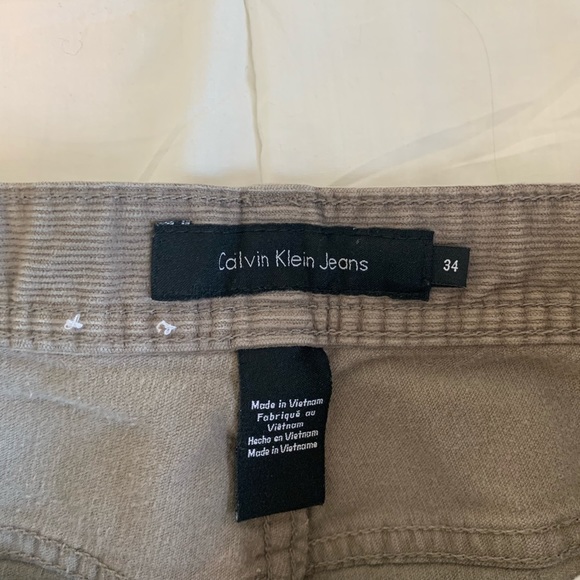 Calvin Klein Jeans
34
Made in Vietnam
Fabriqué au
Viêtnam
Hecho en Vietnam
Made in Vietname